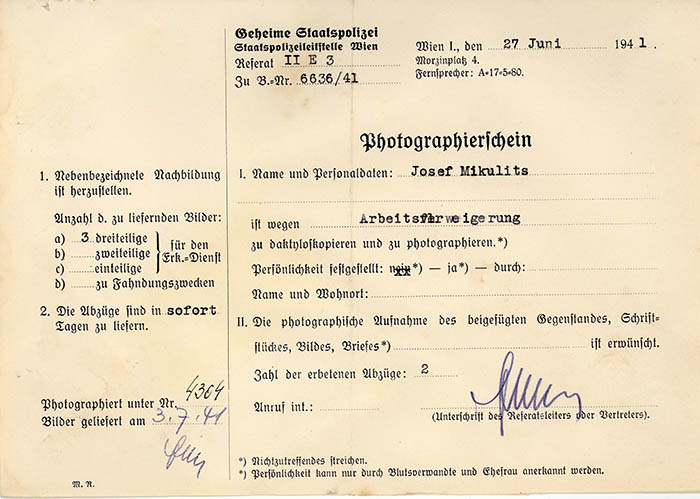 Geheime Staatspolizei
Staatspolizeileitstelle Wien
Referat II E 3
Zu B.=Nr. 6636/41
Wien I., den 27 Juni 1941.
Morzinplatz 4.
Fernsprecher: A=17=5=80.
Photographierschein
1. Nebenbezeichnete Nachbildung
ist herzustellen.
Anzahl d. zu liefernden Bilder:
a) 3 dreiteilige
b) zweiteilige
c) einteilige
für den
Erk.=Dienst
d) zu Fahndungszwecken
2. Die Abzüge sind in sofort
Tagen zu liefern.
Photographiert unter Nr. 4304
Bilder geliefert am 3.7.41
M. R.
I. Name und Personaldaten: Josef Mikulits
ist wegen Arbeitsverweigerung
zu daktyloskopieren und zu photographieren.*)
Persönlichkeit festgestellt: nein*) — ja*) — durch:
Name und Wohnort:
II. Die photographische Aufnahme des beigefügten Gegenstandes, Schrift=
stückes, Bildes, Briefes*) ist erwünscht.
Zahl der erbetenen Abzüge: 2
Anruf int.:
(Unterschrift des Referatsleiters oder Vertreters).
*) Nichtzutreffendes streichen.
*) Persönlichkeit kann nur durch Blutsverwandte und Ehefrau anerkannt werden.